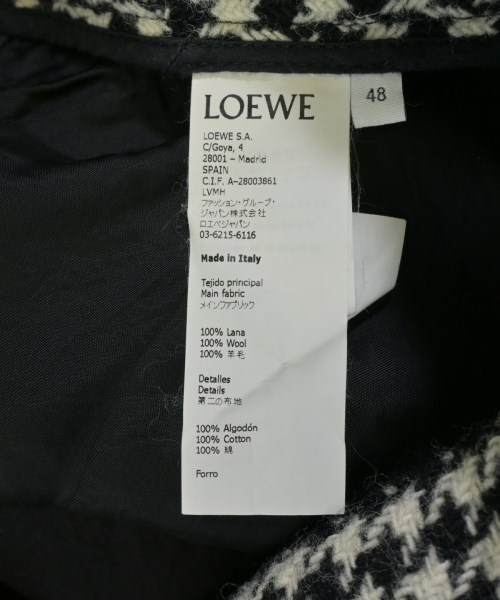 LOEWE
48
LOEWE S.A.
C/Goya, 4
28001 – Madrid
SPAIN
C.I.F. A–28003861
LVMH
ファッション・グループ・
ジャパン株式会社
ロエベジャパン
03-6215-6116
Made in Italy
Tejido principal
Main fabric
メインファブリック
100% Lana
100% Wool
100% 羊毛
Detalles
Details
第二の布地
100% Algodón
100% Cotton
100% 綿
Forro